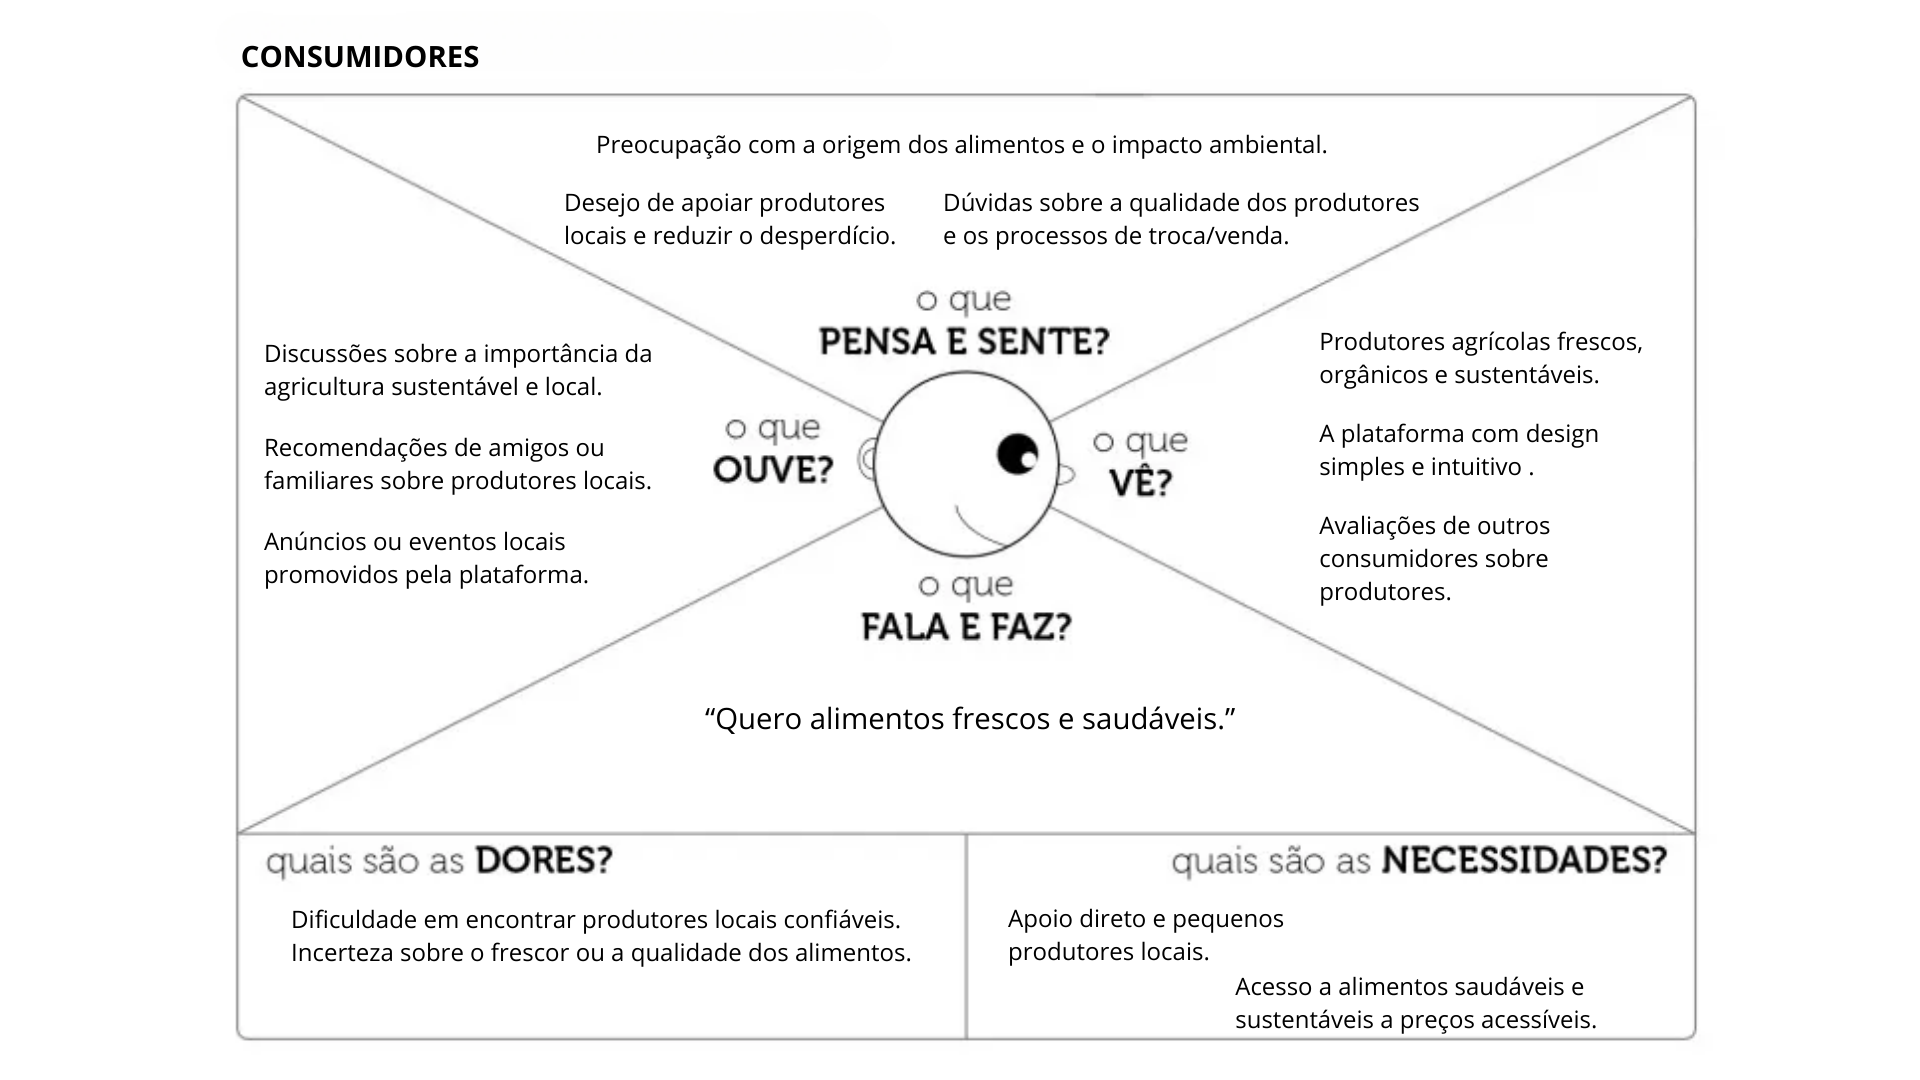 CONSUMIDORES
Preocupação com a origem dos alimentos e o impacto ambiental.
Desejo de apoiar produtores
locais e reduzir o desperdício.
Dúvidas sobre a qualidade dos produtores
e os processos de troca/venda.
o que
PENSA E SENTE?
Discussões sobre a importância da
agricultura sustentável e local.
Recomendações de amigos ou
familiares sobre produtores locais.
Anúncios ou eventos locais
promovidos pela plataforma.
o que
OUVE?
o que
VÊ?
Produtores agrícolas frescos,
orgânicos e sustentáveis.
A plataforma com design
simples e intuitivo .
Avaliações de outros
consumidores sobre
produtores.
o que
FALA E FAZ?
“Quero alimentos frescos e saudáveis.”
quais são as DORES?
Dificuldade em encontrar produtores locais confiáveis.
Incerteza sobre o frescor ou a qualidade dos alimentos.
quais são as NECESSIDADES?
Apoio direto e pequenos
produtores locais.
Acesso a alimentos saudáveis e
sustentáveis a preços acessíveis.